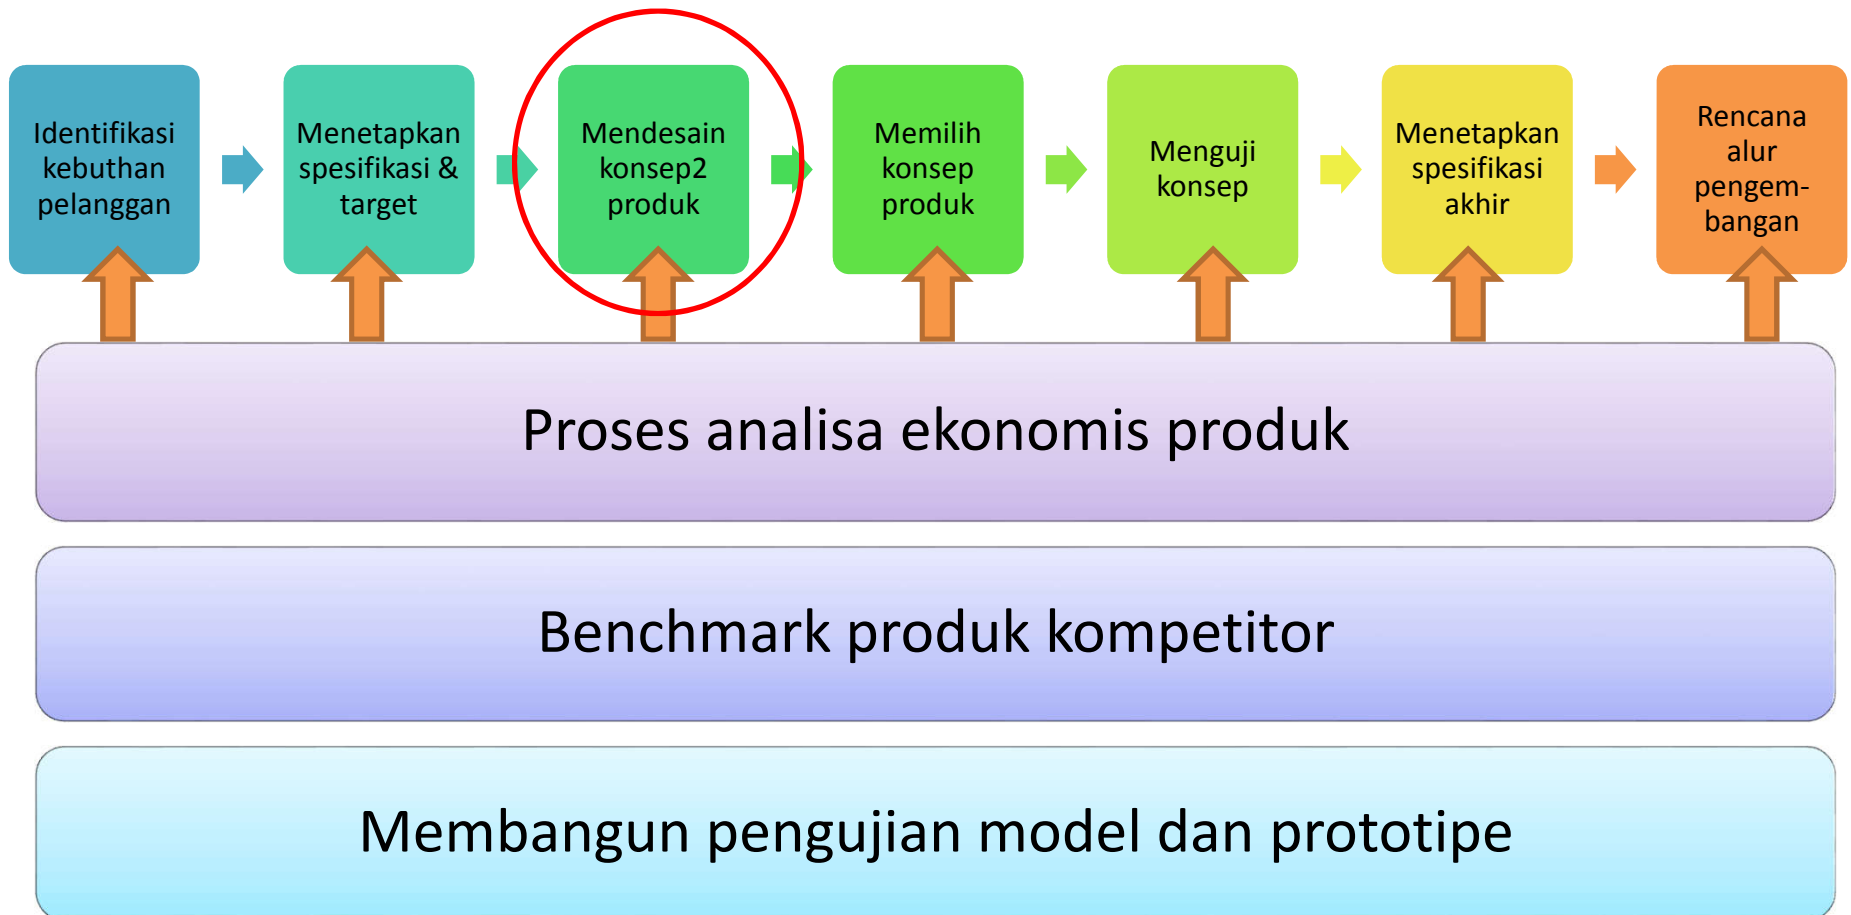 Identifikasi
kebuthan
pelanggan
Menetapkan
spesifikasi &
target
Mendesain
konsep2
produk
Memilih
konsep
produk
Menguji
konsep
Menetapkan
spesifikasi
akhir
Rencana
alur
pengem-
bangan
Proses analisa ekonomis produk
Benchmark produk kompetitor
Membangun pengujian model dan prototipe